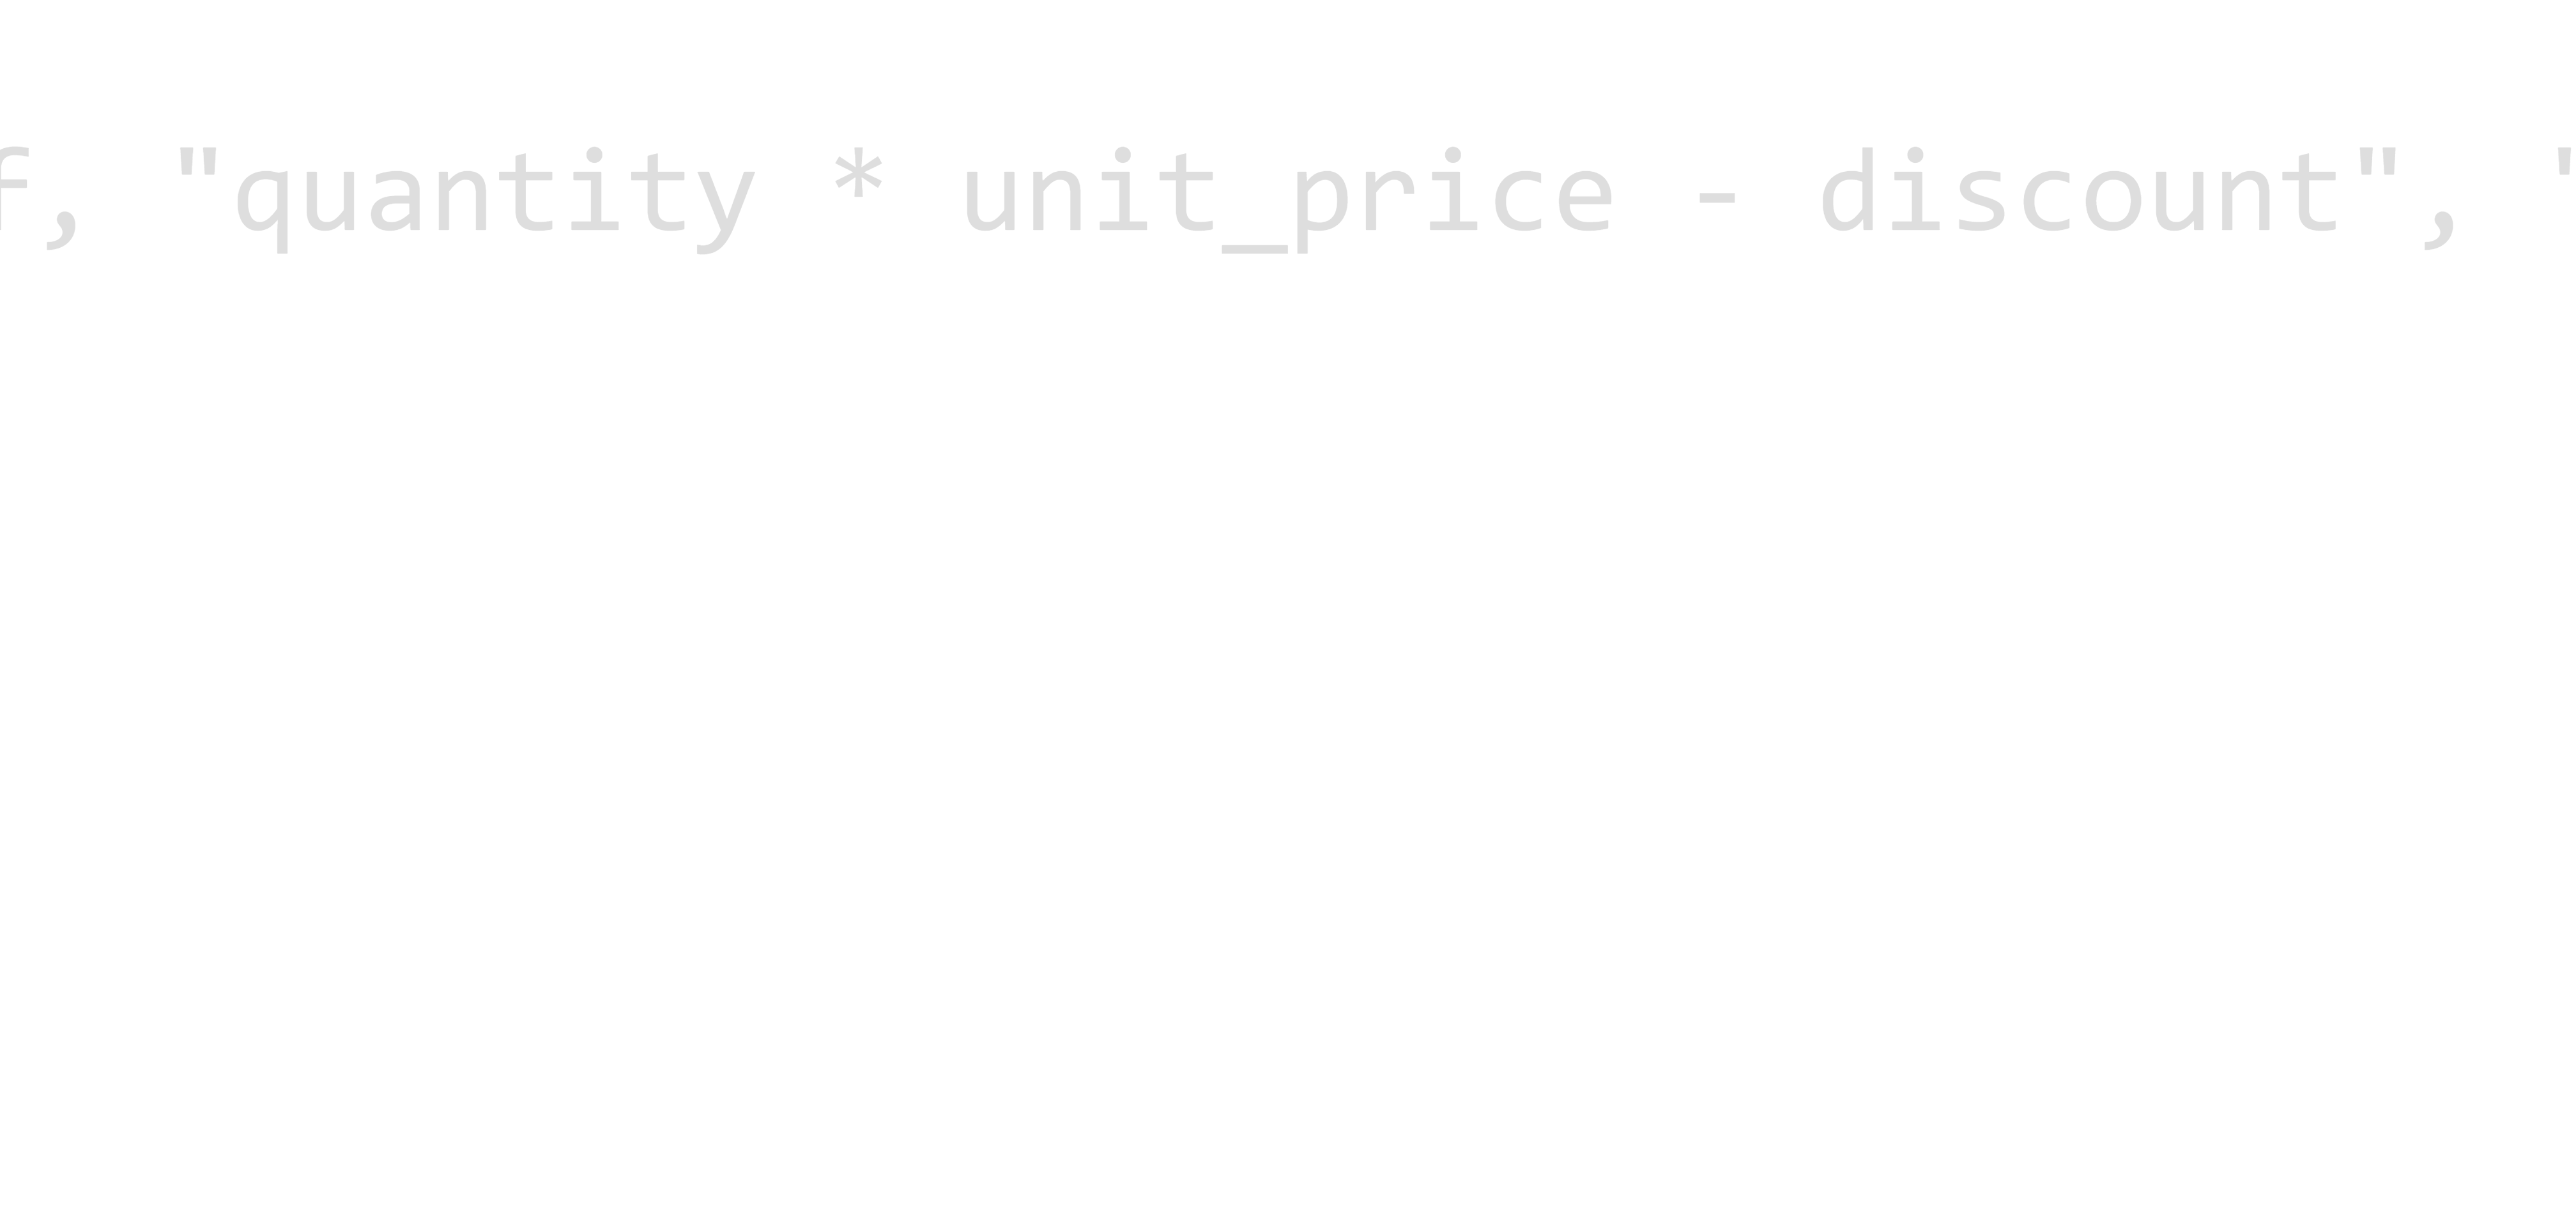 f, "quantity * unit_price - discount", "